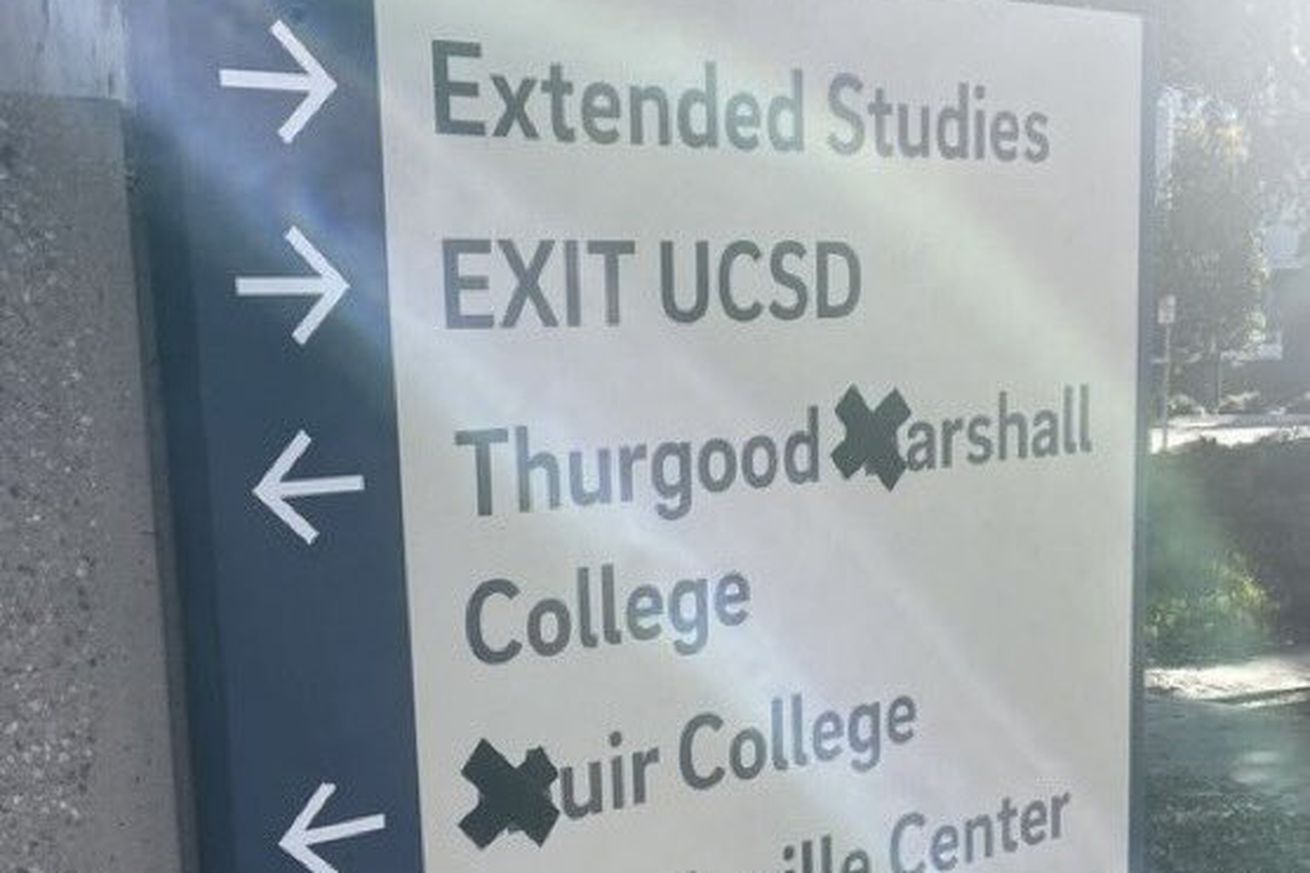 Extended Studies
EXIT UCSD
Thurgood arshall
College
uir College
Center